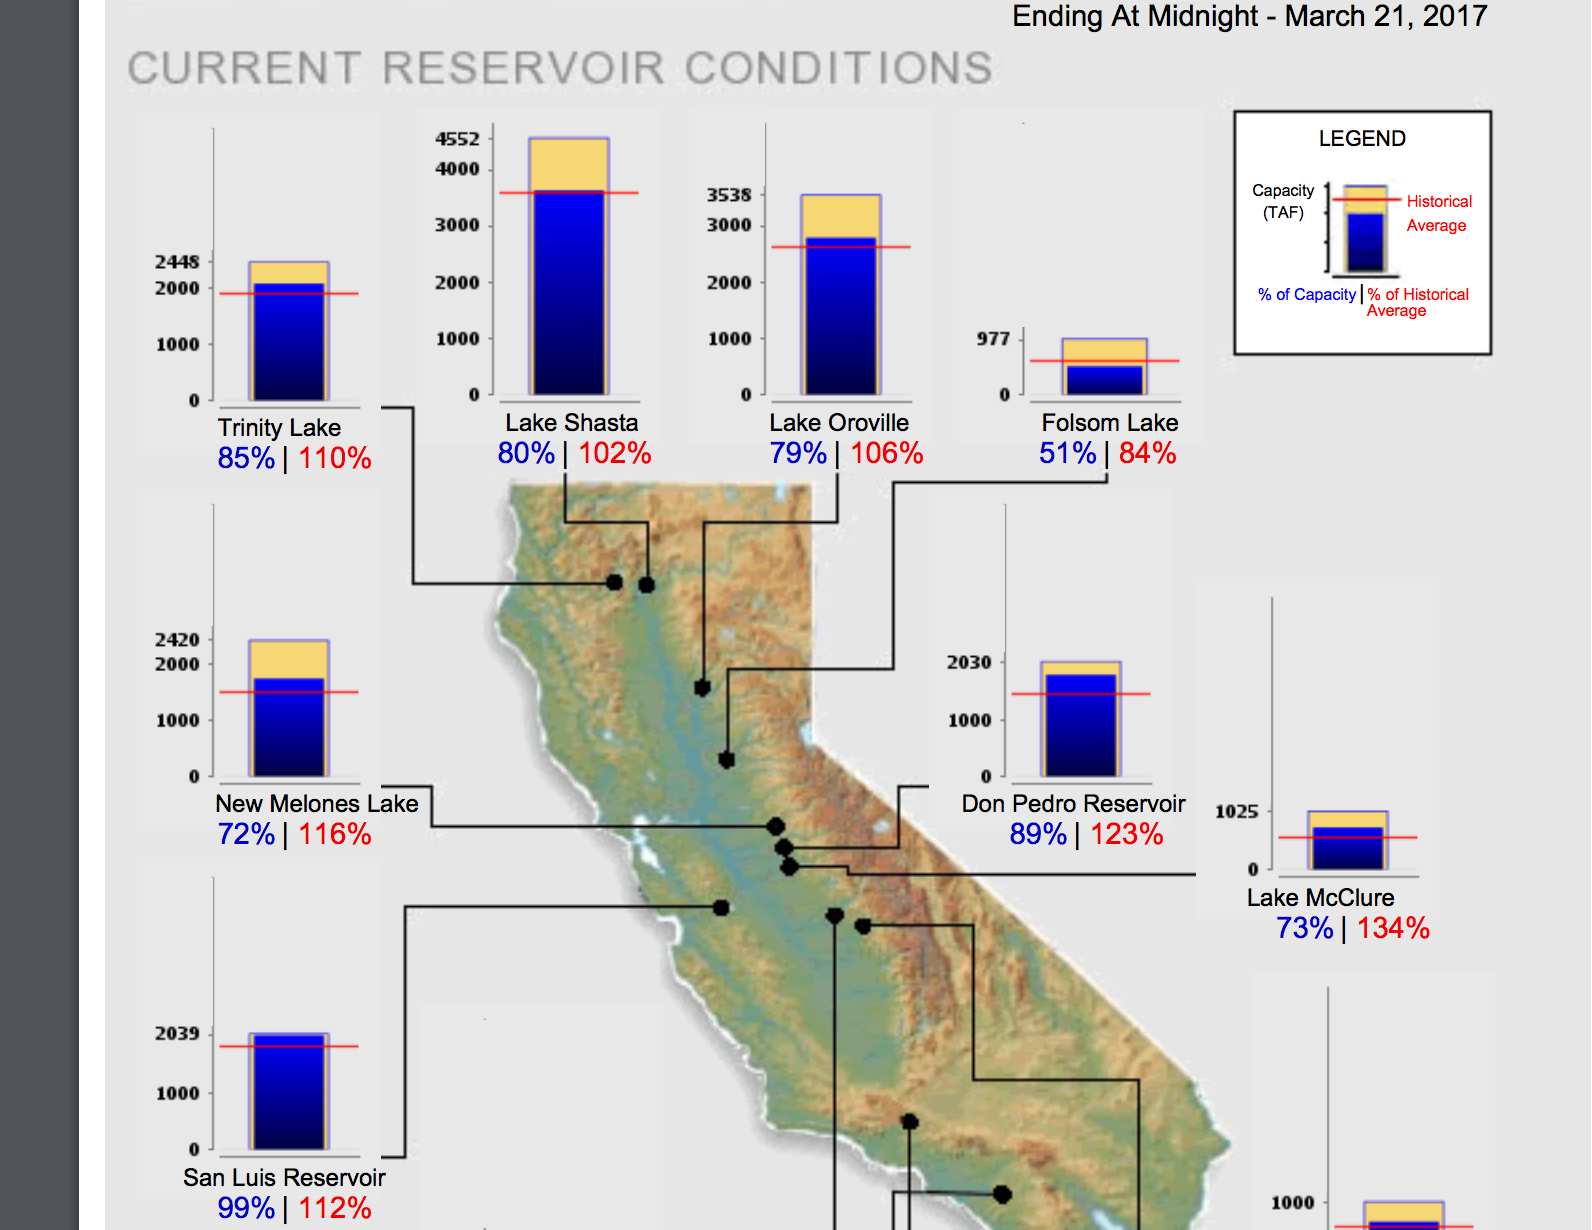 Ending At Midnight - March 21, 2017
CURRENT RESERVOIR CONDITIONS
4552
4000
3000
2000
1000
0
3538
3000
2000
1000
0
977
0
LEGEND
Capacity
(TAF)
Historical
Average
% of Capacity | % of Historical
Average
2448
2000
1000
0
Trinity Lake
85% | 110%
Lake Shasta
80% | 102%
Lake Oroville
79% | 106%
Folsom Lake
51% | 84%
2420
2000
1000
0
New Melones Lake
72% | 116%
2030
1000
0
Don Pedro Reservoir
89% | 123%
1025
0
Lake McClure
73% | 134%
2039
1000
0
San Luis Reservoir
99% | 112%
1000